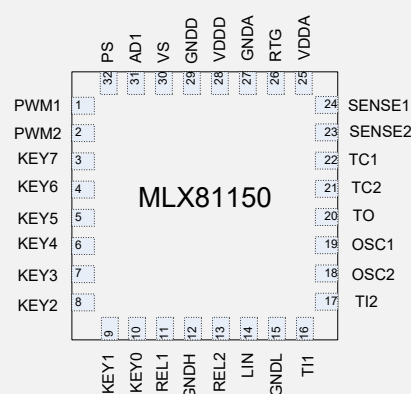 PS AD1 VS GNDD VDDD GNDA RTG VDDA
32 31 30 29 28 27 26 25
PWM1 1 24 SENSE1
PWM2 2 23 SENSE2
KEY7 3 22 TC1
KEY6 4 21 TC2
MLX81150
KEY5 5 20 TO
KEY4 6 19 OSC1
KEY3 7 18 OSC2
KEY2 8 17 TI2
9 10 11 12 13 14 15 16
KEY1 KEY0 REL1 GNDH REL2 LIN GNDL TI1